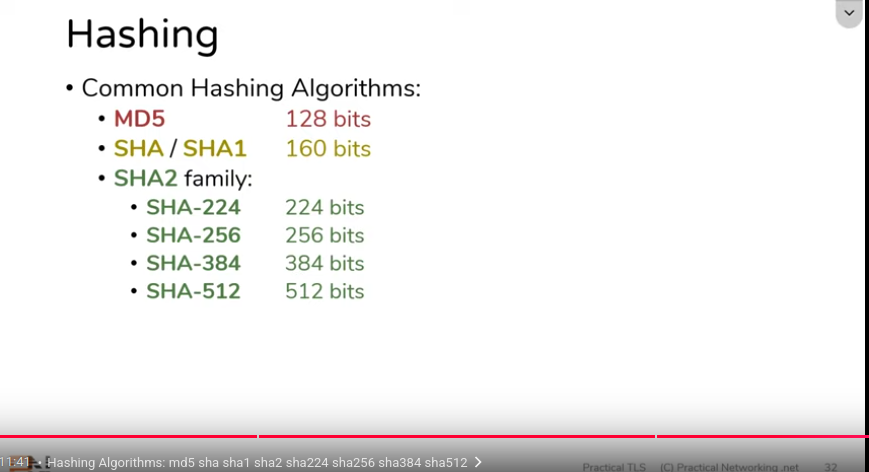 Hashing
• Common Hashing Algorithms:
• MD5 128 bits
• SHA / SHA1 160 bits
• SHA2 family:
• SHA-224 224 bits
• SHA-256 256 bits
• SHA-384 384 bits
• SHA-512 512 bits
11:41 • Hashing Algorithms: md5 sha sha1 sha2 sha224 sha256 sha384 sha512
Practical TLS (C) Practical Networking .net 32